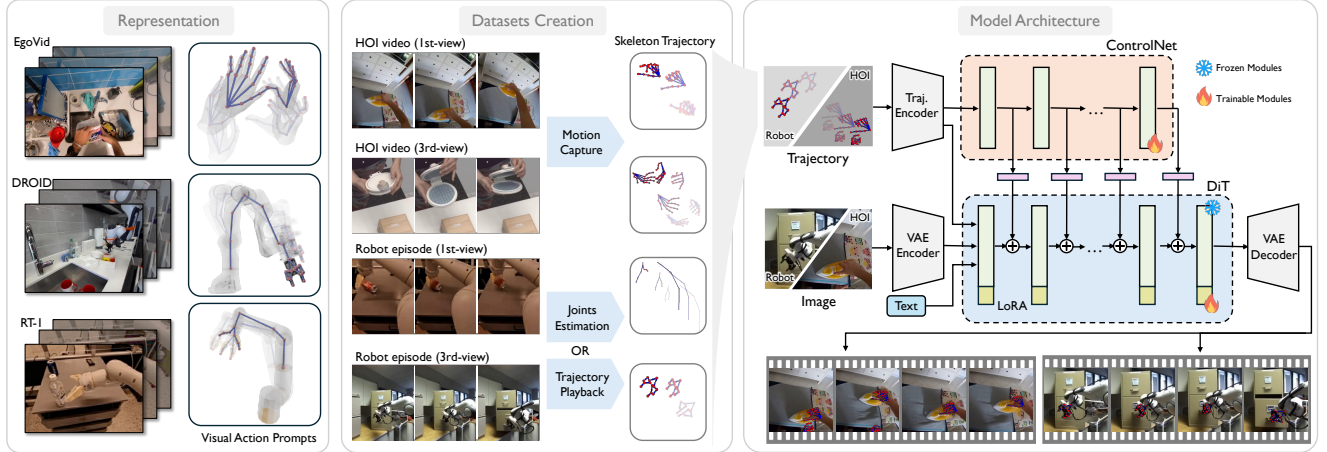 Representation
EgoVid
DROID
RT-1
Visual Action Prompts
Datasets Creation
HOI video (1st-view)
Skeleton Trajectory
Motion
Capture
HOI video (3rd-view)
Robot episode (1st-view)
Joints
Estimation
OR
Robot episode (3rd-view)
Trajectory
Playback
Model Architecture
ControlNet
Frozen Modules
Trainable Modules
HOI
Robot
Trajectory
Traj.
Encoder
...
DiT
HOI
Robot
Image
VAE
Encoder
Text
...
LoRA
VAE
Decoder